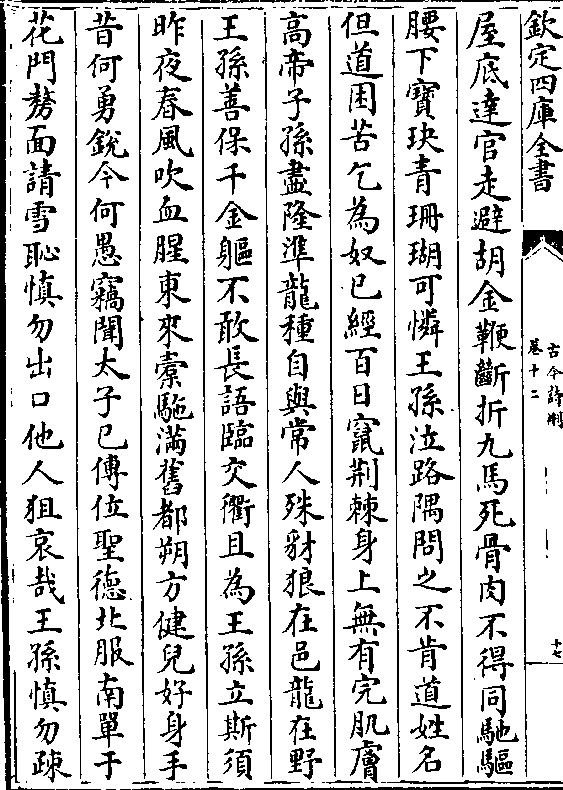 欽定四庫全書
古今詩刪
卷十二
十七
屋底達官走避胡金鞭斷折九馬死骨肉不得同馳驅
腰下寶玦青珊瑚可憐王孫泣路隅問之不肯道姓名
但道困苦乞為奴已經百日竄荆棘身上無有完肌膚
高帝子孫盡隆準龍種自與常人殊豺狼在邑龍在野
王孫善保千金軀不敢長語臨交衢且為王孫立斯須
昨夜春風吹血腥東來橐駞滿舊都朔方健兒好身手
昔何勇銳今何愚竊聞太子已傳位聖德北服南單于
花門剺面請雪恥慎勿出口他人狙哀哉王孫慎勿疎